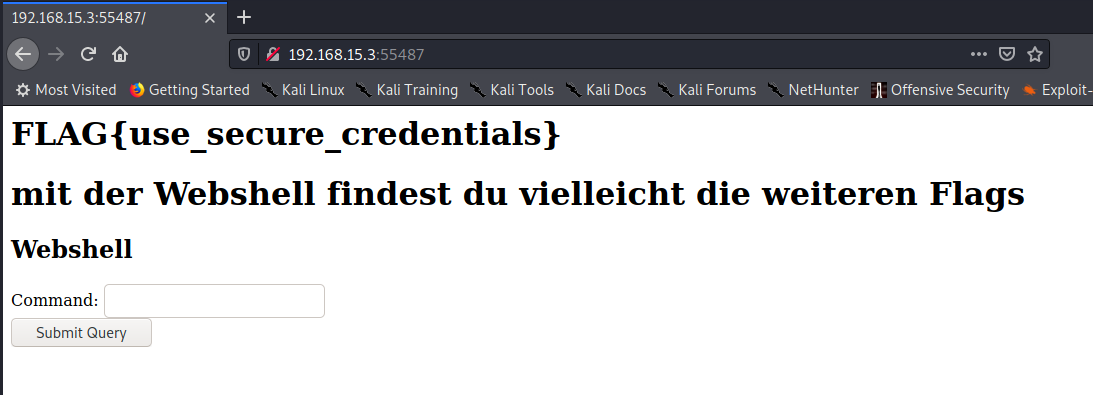 192.168.15.3:55487/
192.168.15.3:55487
Most Visited Getting Started Kali Linux Kali Training Kali Tools Kali Docs Kali Forums NetHunter Offensive Security Exploit-
FLAG{use_secure_credentials}
mit der Webshell findest du vielleicht die weiteren Flags
Webshell
Command:
Submit Query